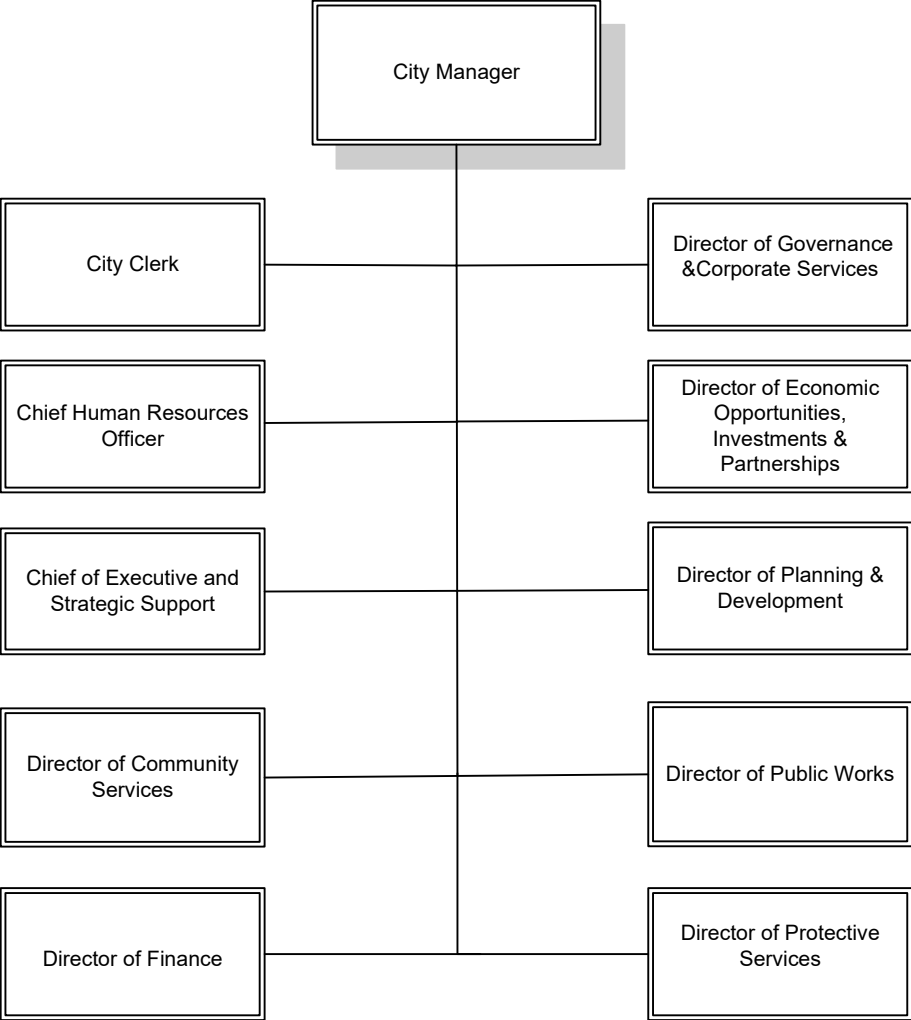 City Manager
City Clerk
Director of Governance
&Corporate Services
Chief Human Resources
Officer
Director of Economic
Opportunities,
Investments &
Partnerships
Chief of Executive and
Strategic Support
Director of Planning &
Development
Director of Community
Services
Director of Public Works
Director of Finance
Director of Protective
Services